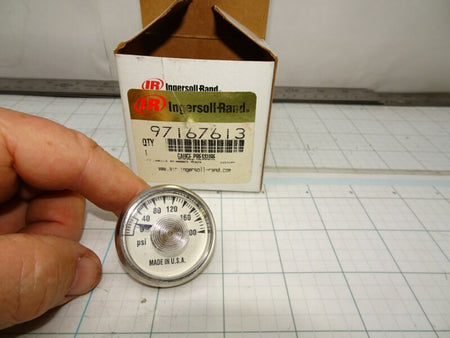 IR Ingersoll-Rand
IR Ingersoll-Rand
97167613
QTY
1
GAUGE, PRESSURE
www.air.ingersoll-rand.com
0 40 80 120 160 200
psi
MADE IN U.S.A.